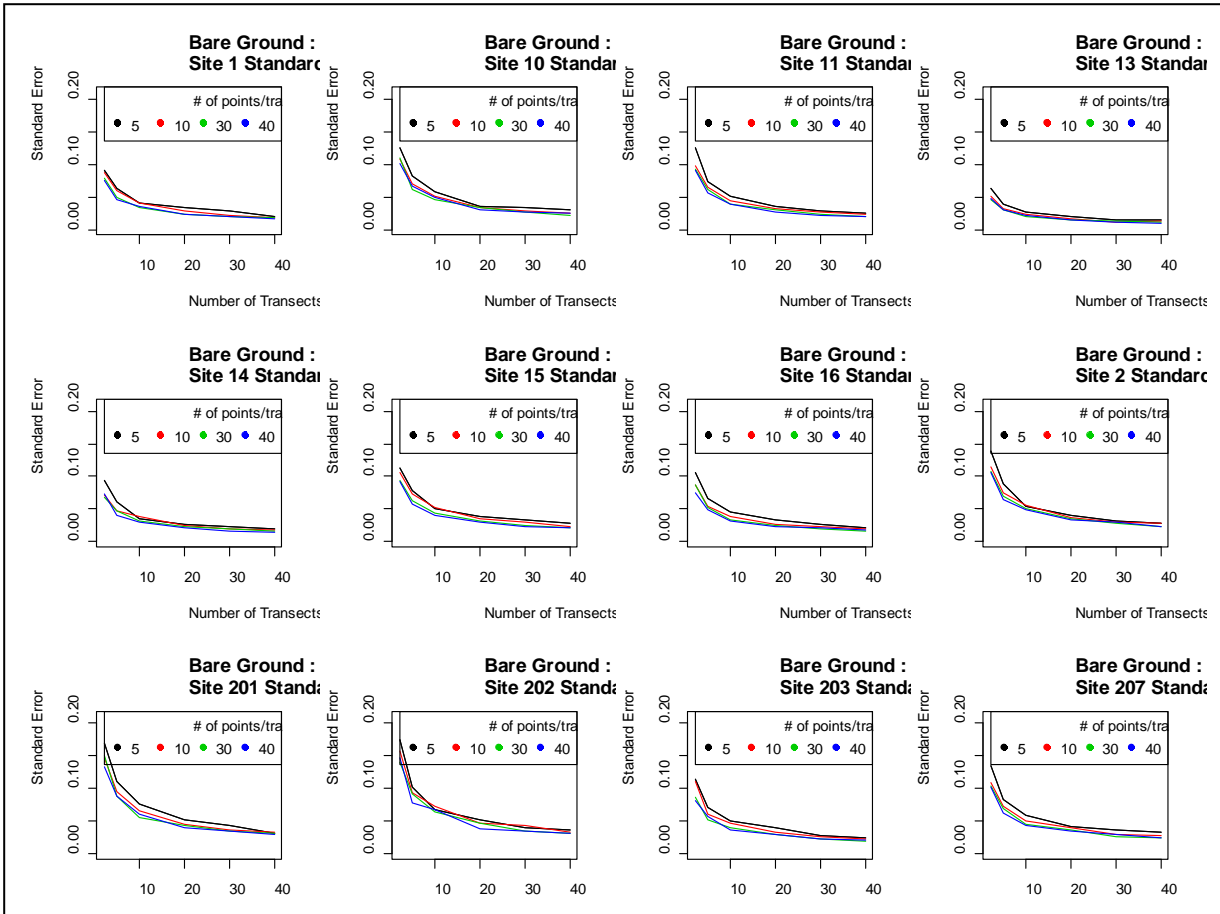 Bare Ground :
Site 1 Standard
Standard Error
0.20
0.10
0.00
# of points/tra
5 10 30 40
10 20 30 40
Number of Transects
Bare Ground :
Site 10 Standar
Standard Error
0.20
0.10
0.00
# of points/tra
5 10 30 40
10 20 30 40
Number of Transects
Bare Ground :
Site 11 Standar
Standard Error
0.20
0.10
0.00
# of points/tra
5 10 30 40
10 20 30 40
Number of Transects
Bare Ground :
Site 13 Standar
Standard Error
0.20
0.10
0.00
# of points/tra
5 10 30 40
10 20 30 40
Number of Transects
Bare Ground :
Site 14 Standar
Standard Error
0.20
0.10
0.00
# of points/tra
5 10 30 40
10 20 30 40
Number of Transects
Bare Ground :
Site 15 Standar
Standard Error
0.20
0.10
0.00
# of points/tra
5 10 30 40
10 20 30 40
Number of Transects
Bare Ground :
Site 16 Standar
Standard Error
0.20
0.10
0.00
# of points/tra
5 10 30 40
10 20 30 40
Number of Transects
Bare Ground :
Site 2 Standard
Standard Error
0.20
0.10
0.00
# of points/tra
5 10 30 40
10 20 30 40
Number of Transects
Bare Ground :
Site 201 Standa
Standard Error
0.20
0.10
0.00
# of points/tra
5 10 30 40
10 20 30 40
Bare Ground :
Site 202 Standa
Standard Error
0.20
0.10
0.00
# of points/tra
5 10 30 40
10 20 30 40
Bare Ground :
Site 203 Standa
Standard Error
0.20
0.10
0.00
# of points/tra
5 10 30 40
10 20 30 40
Bare Ground :
Site 207 Standa
Standard Error
0.20
0.10
0.00
# of points/tra
5 10 30 40
10 20 30 40